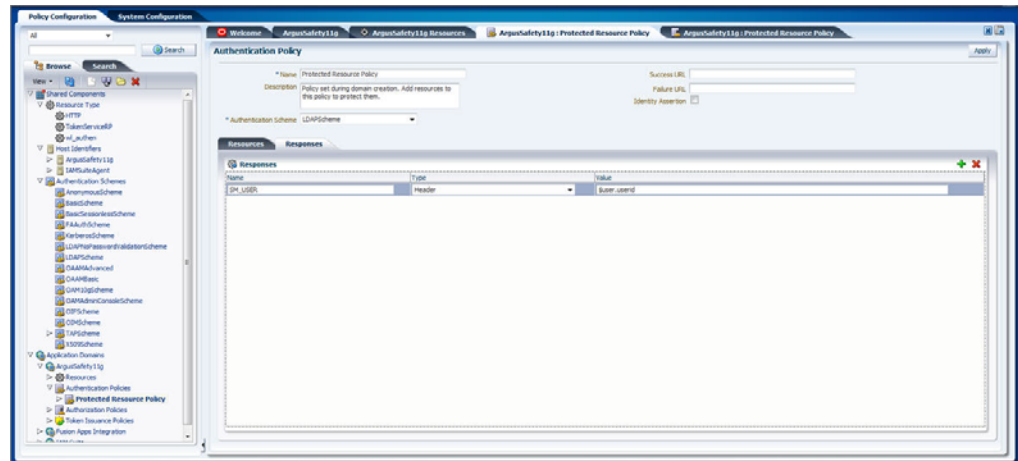 Policy Configuration System Configuration
All
Search
Browse Search
View
Shared Components
Resource Type
HTTP
TokenServiceRP
wl_authen
Host Identifiers
ArgusSafety11g
IAMSuiteAgent
Authentication Schemes
AnonymousScheme
BasicScheme
BasicSessionlessScheme
FAAuthScheme
KerberosScheme
LDAPNoPasswordValidationScheme
LDAPScheme
OAAMAdvanced
OAAMBasic
OAM10gScheme
OAMAdminConsoleScheme
OIFScheme
OIMScheme
TAPScheme
X509Scheme
Application Domains
ArgusSafety11g
Resources
Authentication Policies
Protected Resource Policy
Authorization Policies
Token Issuance Policies
Fusion Apps Integration
Welcome ArgusSafety11g ArgusSafety11g Resources ArgusSafety11g : Protected Resource Policy ArgusSafety11g : Protected Resource Policy
Authentication Policy Apply
* Name Protected Resource Policy
Description Policy set during domain creation. Add resources to
this policy to protect them.
* Authentication Scheme LDAPScheme
Success URL
Failure URL
Identity Assertion
Resources Responses
Responses
Name Type Value
SM_USER Header $user.userid